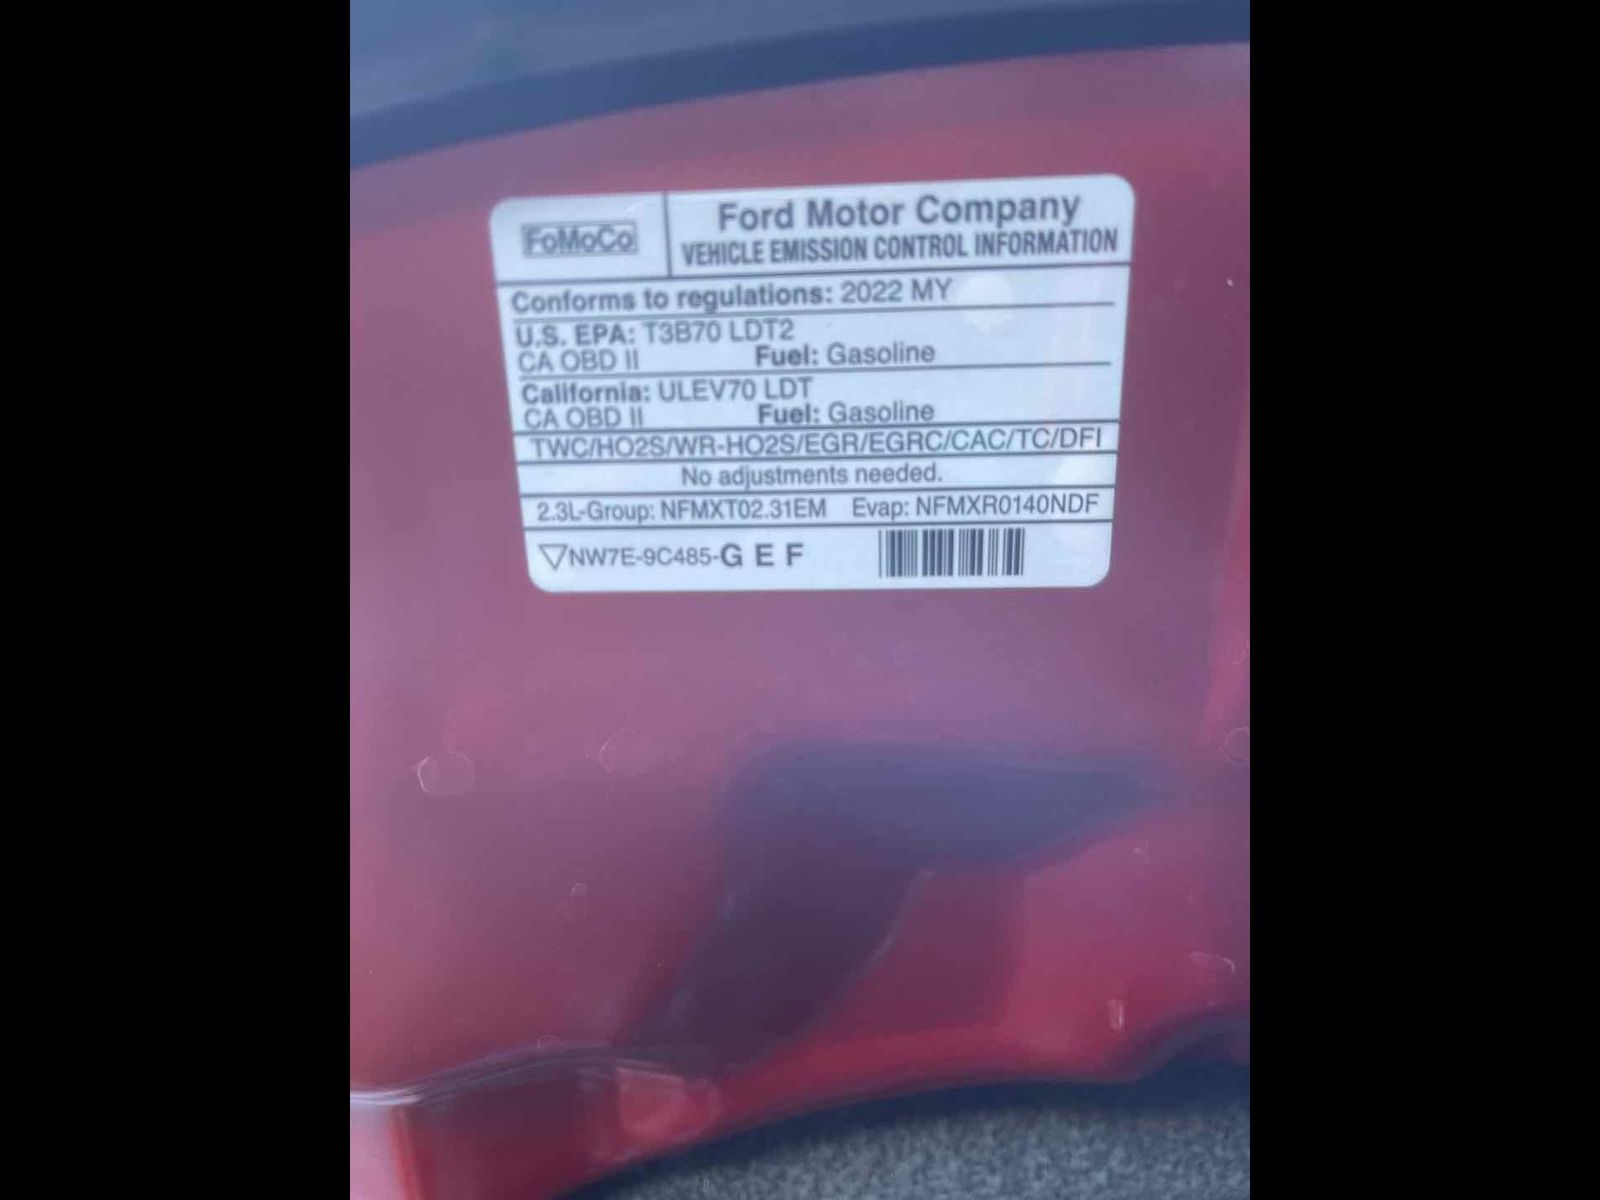 FoMoCo
Ford Motor Company
VEHICLE EMISSION CONTROL INFORMATION
Conforms to regulations: 2022 MY
U.S. EPA: T3B70 LDT2
CA OBD II Fuel: Gasoline
California: ULEV70 LDT
CA OBD II Fuel: Gasoline
TWC/HO2S/WR-HO2S/EGR/EGRC/CAC/TC/DFI
No adjustments needed.
2.3L-Group: NFMXT02.31EM Evap: NFMXR0140NDF
▽NW7E-9C485-G E F